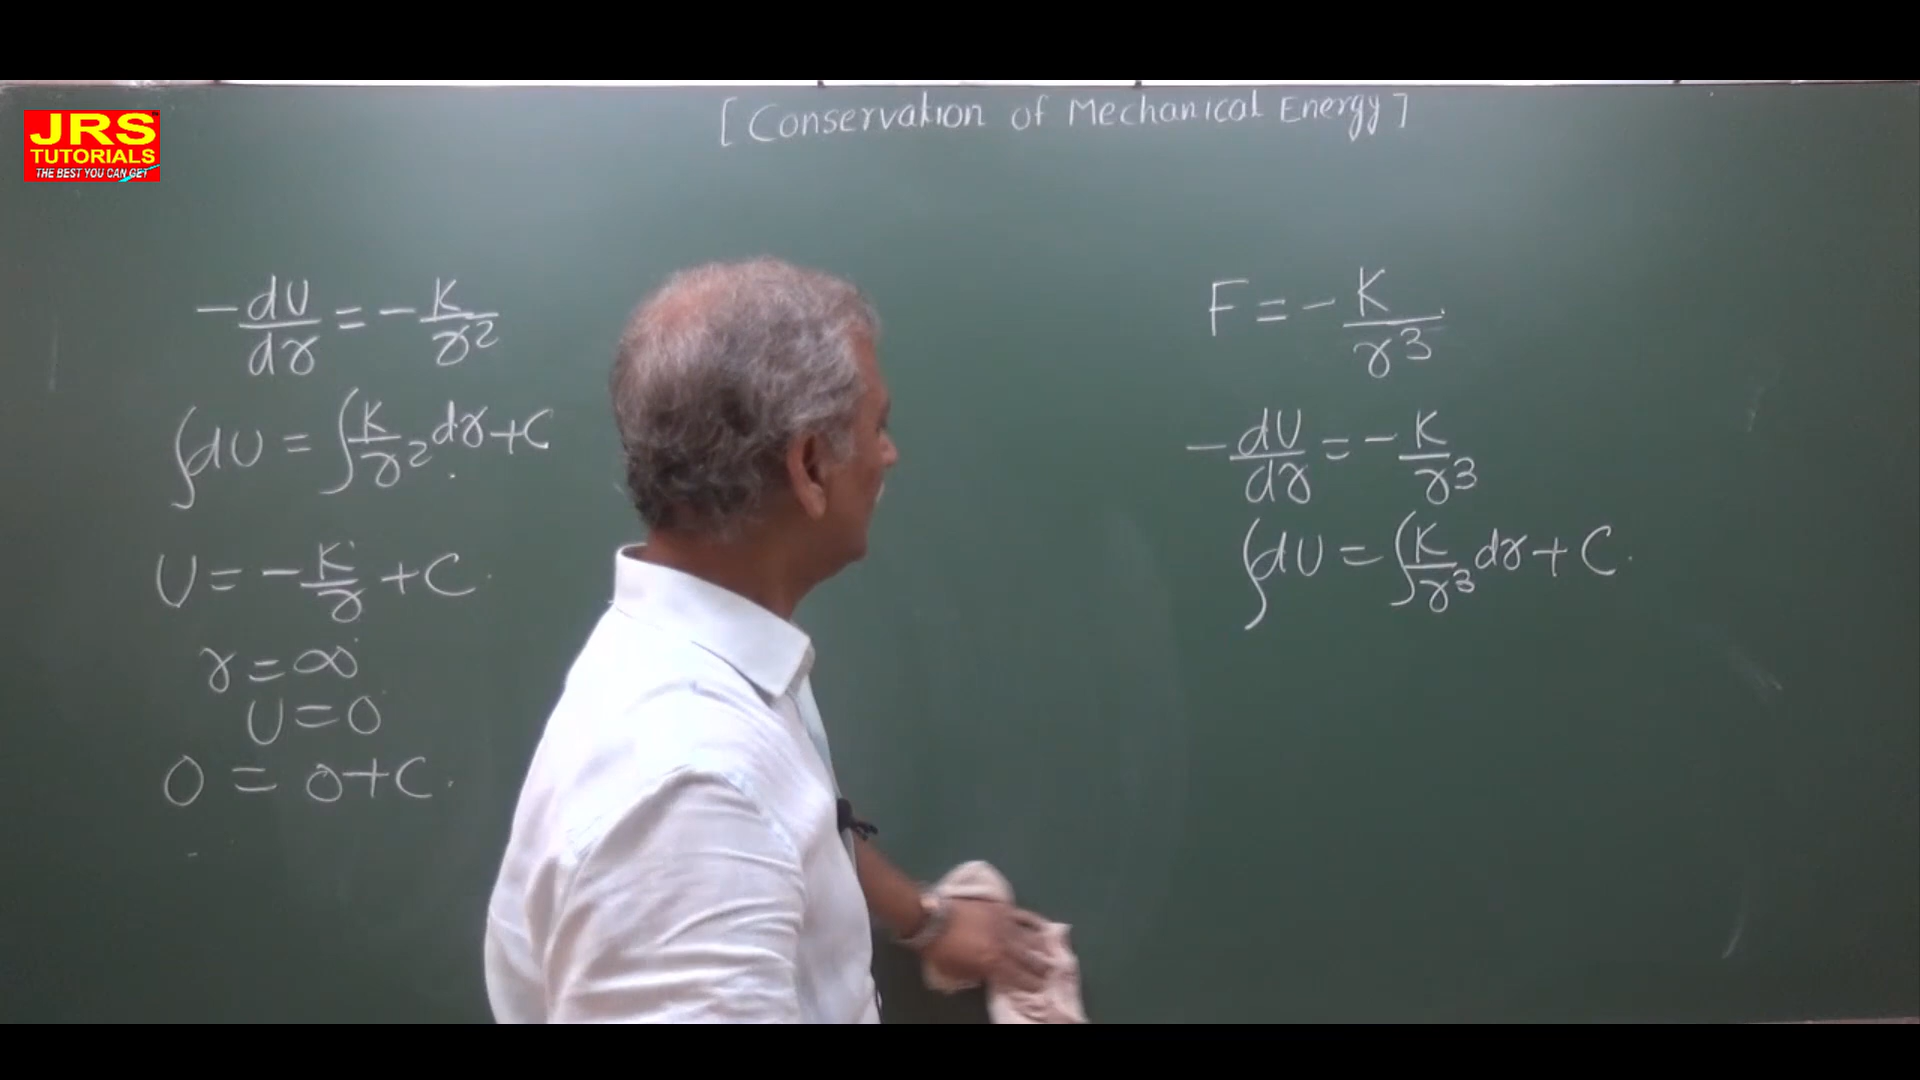 JRS
TUTORIALS
THE BEST YOU CAN GET
[Conservation of Mechanical Energy]
-dU/dr = -K/r²
∫dU = ∫K/r² dr + C
U = -K/r + C
r = ∞
U = 0
0 = 0 + C.
F = -K/r³
-dU/dr = -K/r³
∫dU = ∫K/r³ dr + C.